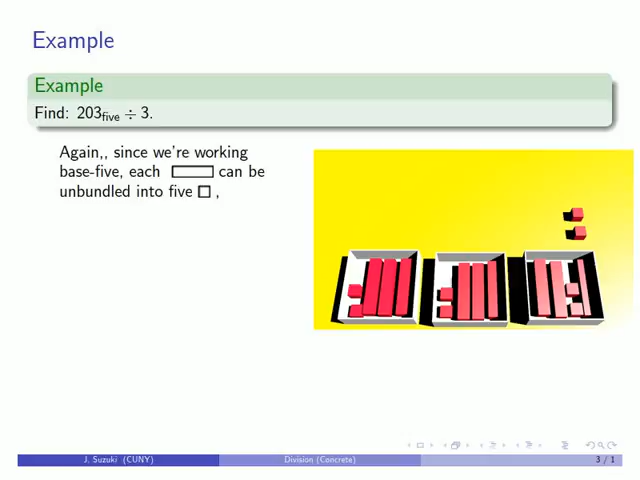 Example
Example
Find: 203five ÷ 3.
Again,, since we're working
base-five, each can be
unbundled into five ,
J. Suzuki (CUNY) Division (Concrete) 3 / 1